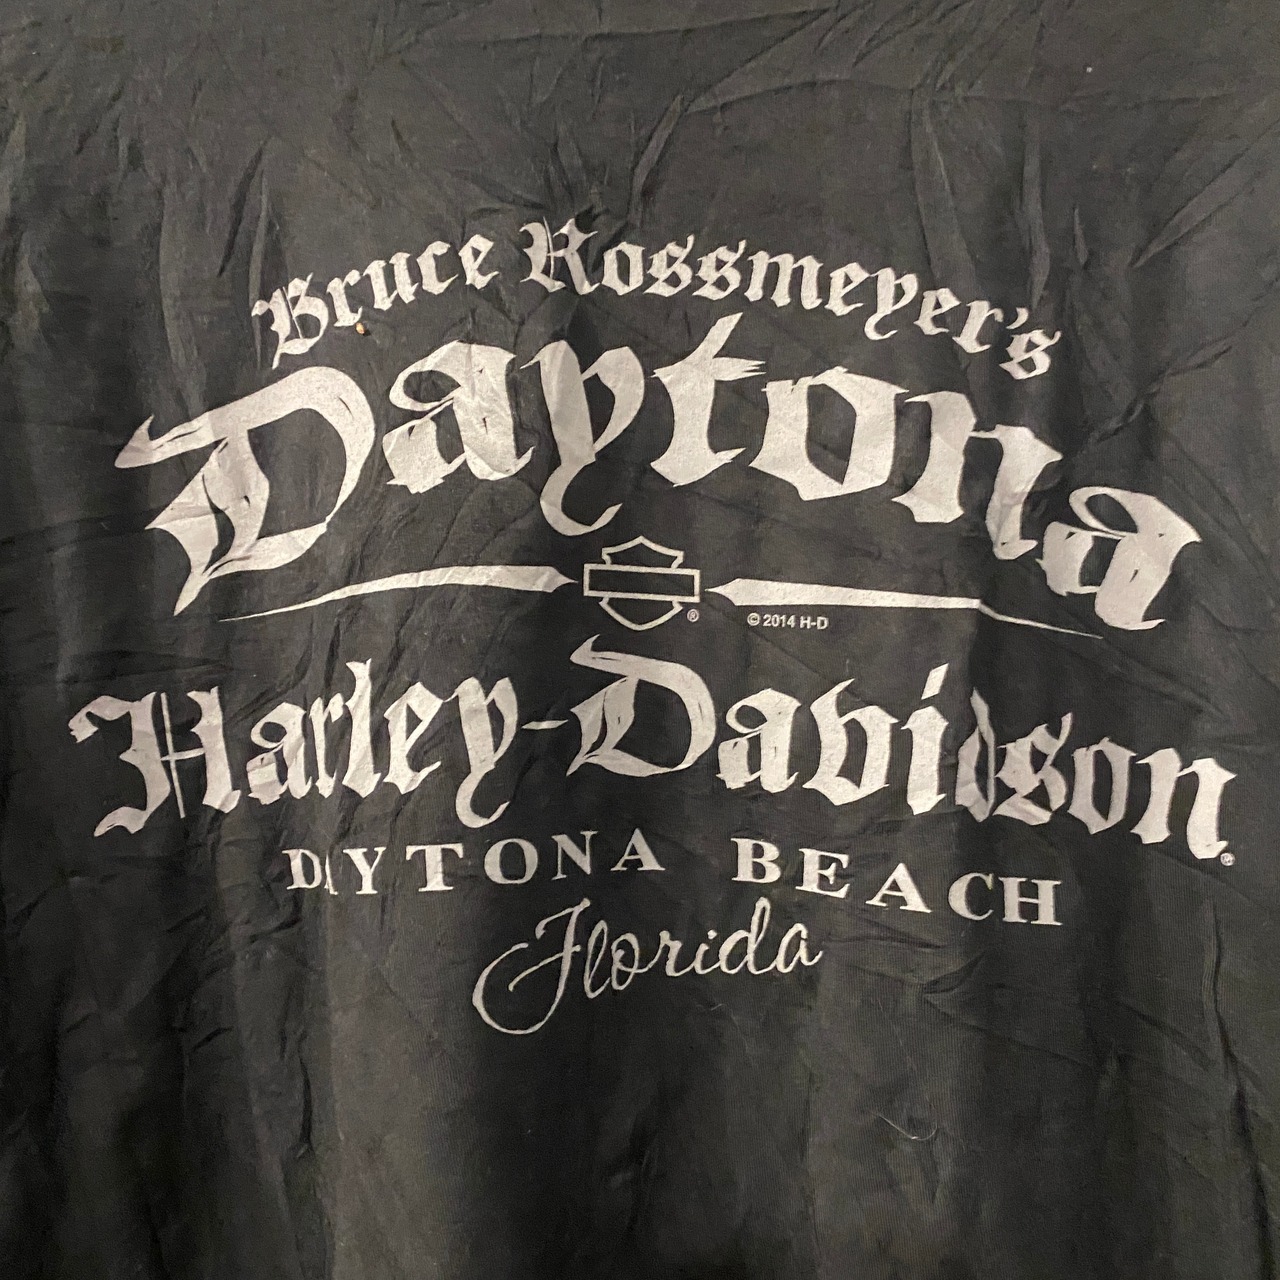 Bruce Rossmeyer's
Daytona
® © 2014 H-D
Harley-Davidson®
DAYTONA BEACH
Florida